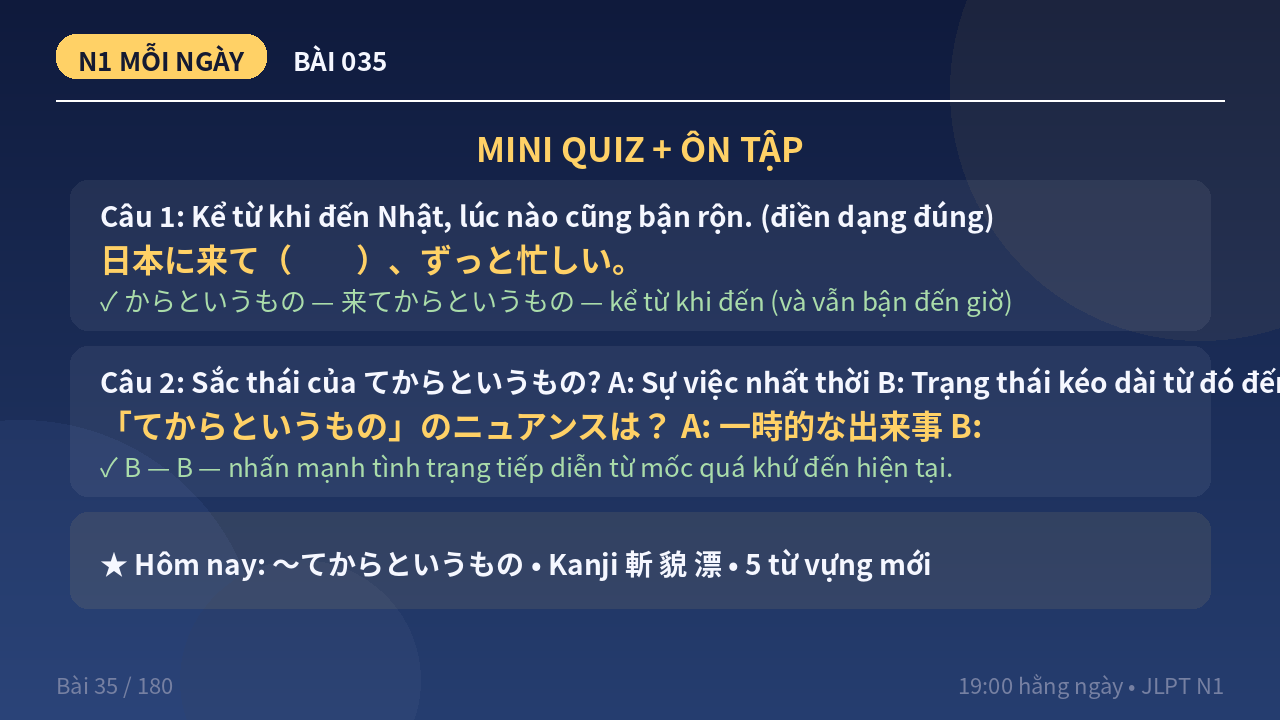 N1 MỖI NGÀY
BÀI 035
MINI QUIZ + ÔN TẬP
Câu 1: Kể từ khi đến Nhật, lúc nào cũng bận rộn. (điền dạng đúng)
日本に来て（　　）、ずっと忙しい。
✓ からというもの — 来てからというもの — kể từ khi đến (và vẫn bận đến giờ)
Câu 2: Sắc thái của てからというもの? A: Sự việc nhất thời B: Trạng thái kéo dài từ đó
「てからというもの」のニュアンスは？ A: 一時的な出来事 B:
✓ B — B — nhấn mạnh tình trạng tiếp diễn từ mốc quá khứ đến hiện tại.
★ Hôm nay: 〜てからというもの • Kanji 斬 貌 漂 • 5 từ vựng mới
Bài 35 / 180
19:00 hằng ngày • JLPT N1